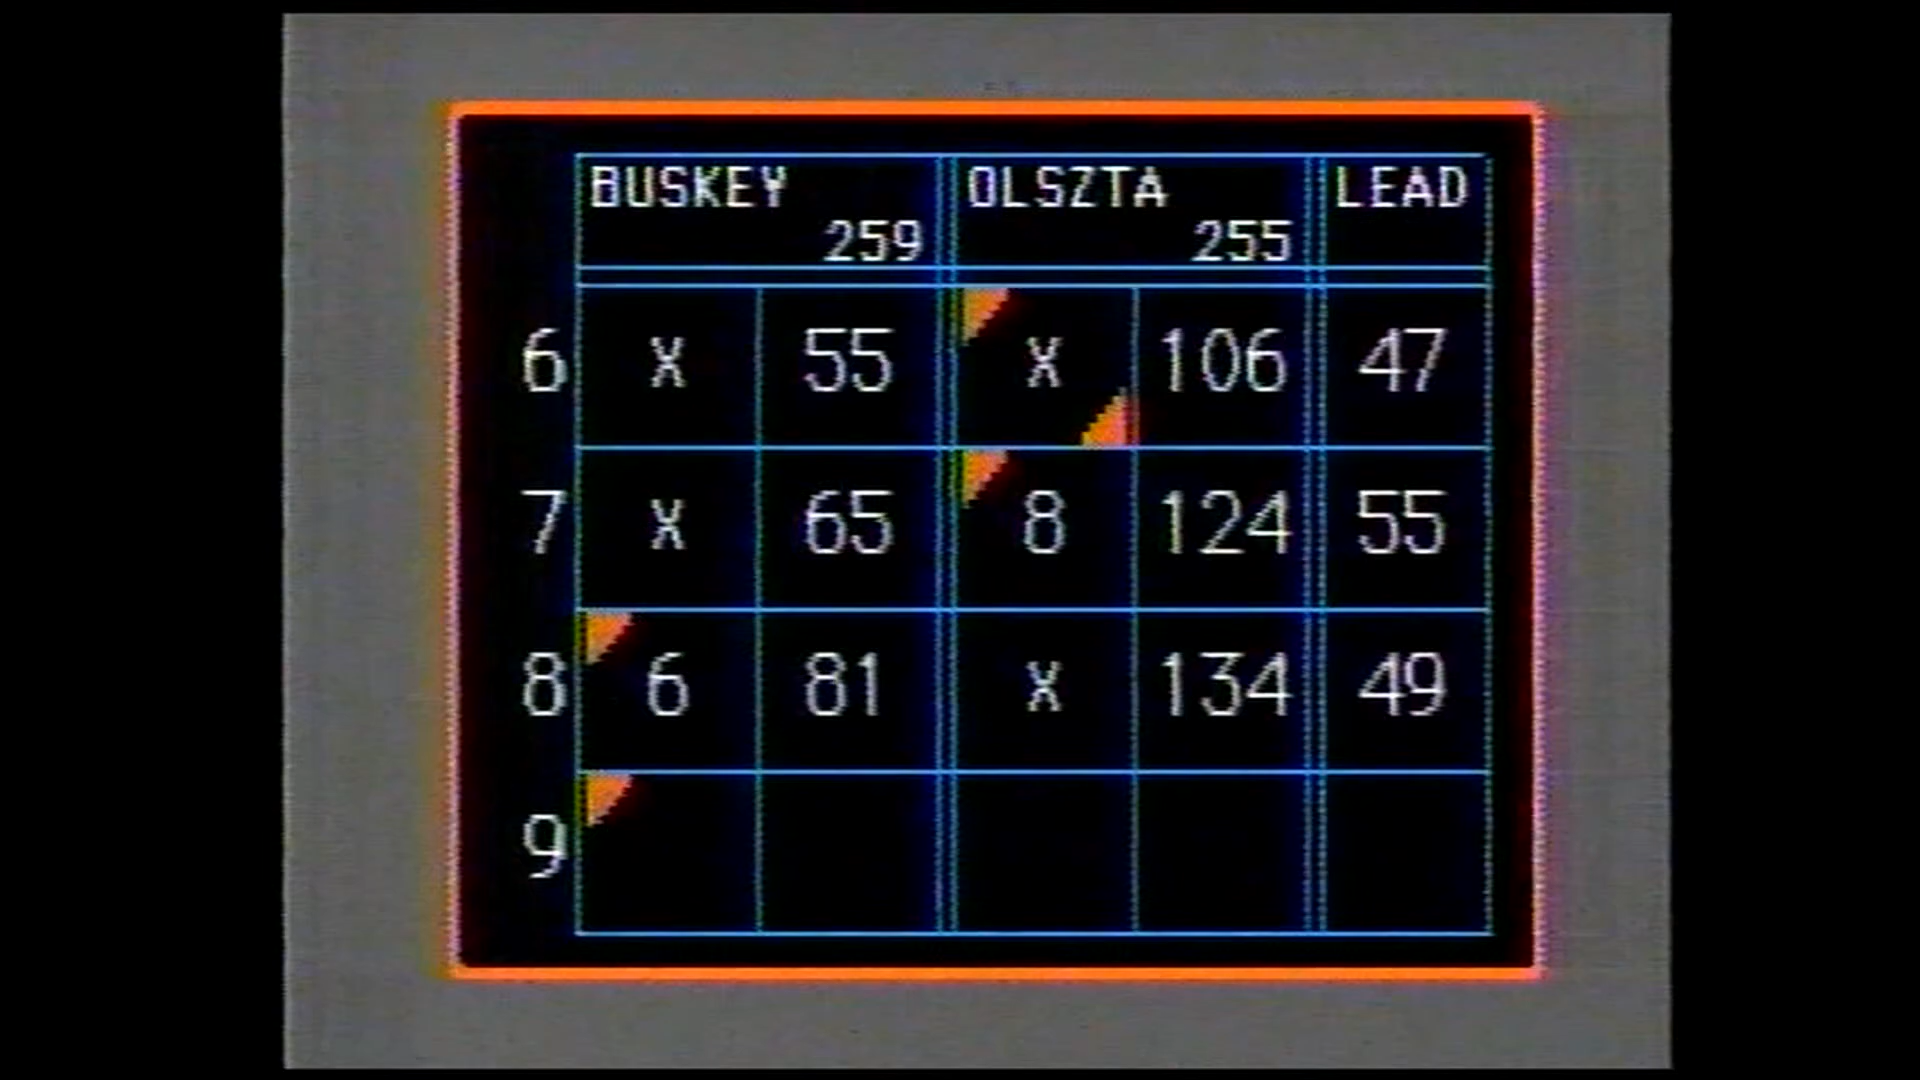 BUSKEY OLSZTA LEAD
259 255
6 X 55 X 106 47
7 X 65 8 124 55
8 6 81 X 134 49
9